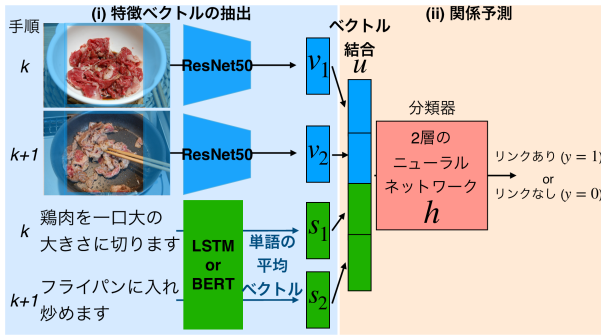 (i) 特徴ベクトルの抽出
(ii) 関係予測
手順
k
ResNet50
v1
k+1
ResNet50
v2
k
鶏肉を一口大の
大きさに切ります
k+1
フライパンに入れ
炒めます
LSTM
or
BERT
単語の
平均
ベクトル
s1
s2
ベクトル
結合
u
分類器
2層の
ニューラル
ネットワーク
h
リンクあり (y = 1)
or
リンクなし (y = 0)